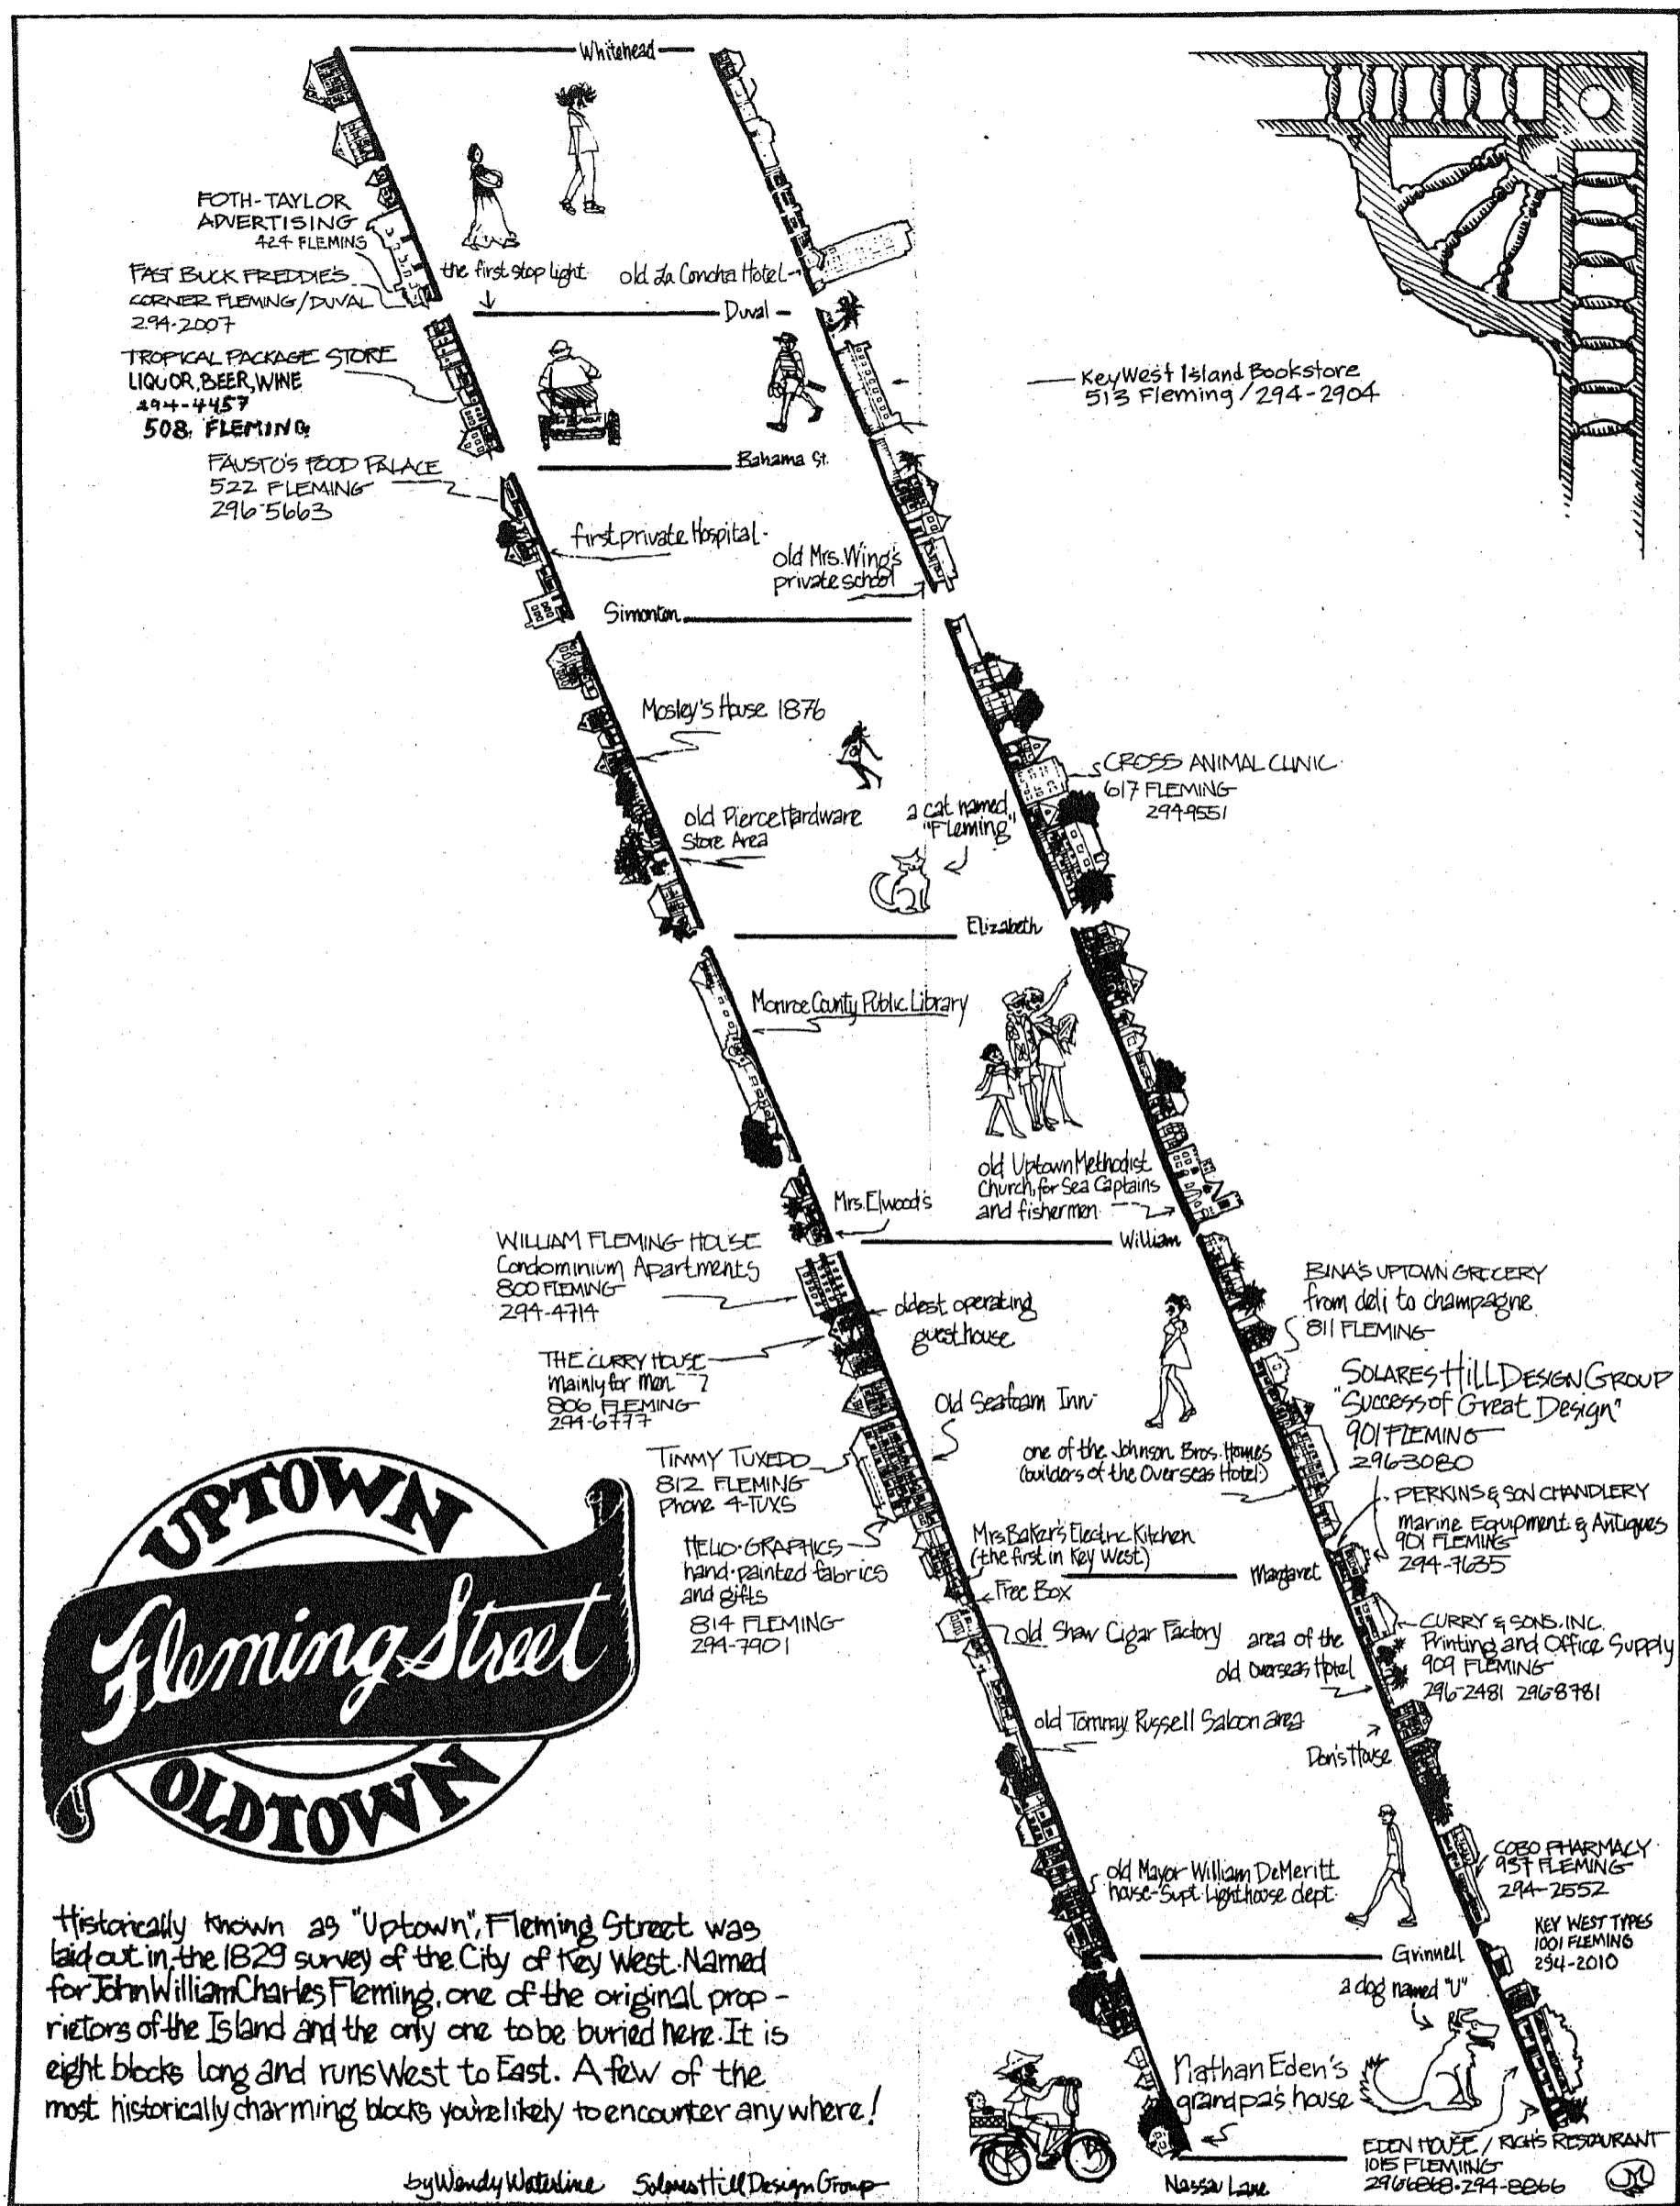 Whitehead
FOTH-TAYLOR
ADVERTISING
424 FLEMING
FAST BUCK FREDDIE'S
CORNER FLEMING/DUVAL
294-2007
the first stop light
old La Concha Hotel
Duval
TROPICAL PACKAGE STORE
LIQUOR, BEER, WINE
294-4457
508 FLEMING
Key West Island Bookstore
513 Fleming/294-2904
Bahama St.
FAUSTO'S FOOD PALACE
522 FLEMING
296-5663
first private Hospital
old Mrs. Wing's
private school
Simonton
Mosley's House 1876
CROSS ANIMAL CLINIC
617 FLEMING
294-9551
old Pierce Hardware
Store Area
a cat named
"Fleming"
Elizabeth
Monroe County Public Library
old Uptown Methodist
Church, for Sea Captains
and fishermen
Mrs. Elwood's
William
WILLIAM FLEMING HOUSE
Condominium Apartments
800 FLEMING
294-4714
oldest operating
guest house
BINA'S UPTOWN GROCERY
from deli to champagne
811 FLEMING
THE CURRY HOUSE
mainly for men
806 FLEMING
294-6777
Old Seafoam Inn
SOLARES HILL DESIGN GROUP
"Success of Great Design"
901 FLEMING
296-3080
one of the Johnson Bros. Homes
(builders of the Overseas Hotel)
TIMMY TUXEDO
812 FLEMING
Phone 4-TUXS
PERKINS & SON CHANDLERY
marine Equipment & Antiques
901 FLEMING
294-7635
HELIO-GRAPHICS
hand-painted fabrics
and gifts
814 FLEMING
294-7901
Mrs Baker's Electric Kitchen
(the first in Key West)
Margaret
Free Box
old Shaw Cigar Factory
area of the
old Overseas Hotel
CURRY & SONS. INC.
Printing and Office Supply
909 FLEMING
296-2481 296-8781
old Tommy Russell Saloon area
Don's House
UPTOWN
Fleming Street
OLDTOWN
old Mayor William DeMeritt
house-Supt. Lighthouse dept.
COBO PHARMACY
937 FLEMING
294-2552
Grinnell
KEY WEST TYPES
1001 FLEMING
294-2010
a dog named "U"
Nathan Eden's
grandpa's house
EDEN HOUSE / RICH'S RESTAURANT
1015 FLEMING
296-6868 · 294-8866
Nassau Lane
Historically known as "Uptown", Fleming Street was
laid out in the 1829 survey of the City of Key West. Named
for John William Charles Fleming, one of the original prop-
rietors of the Island and the only one to be buried here. It is
eight blocks long and runs West to East. A few of the
most historically charming blocks you're likely to encounter any where!
by Wendy Waterline Solares Hill Design Group